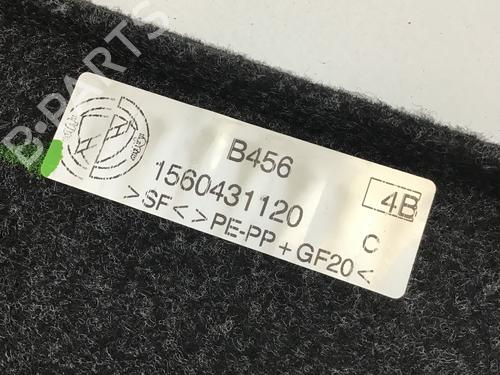 B-PARTS
B456
1560431120
4B
>SF<>PE-PP+GF20<
C